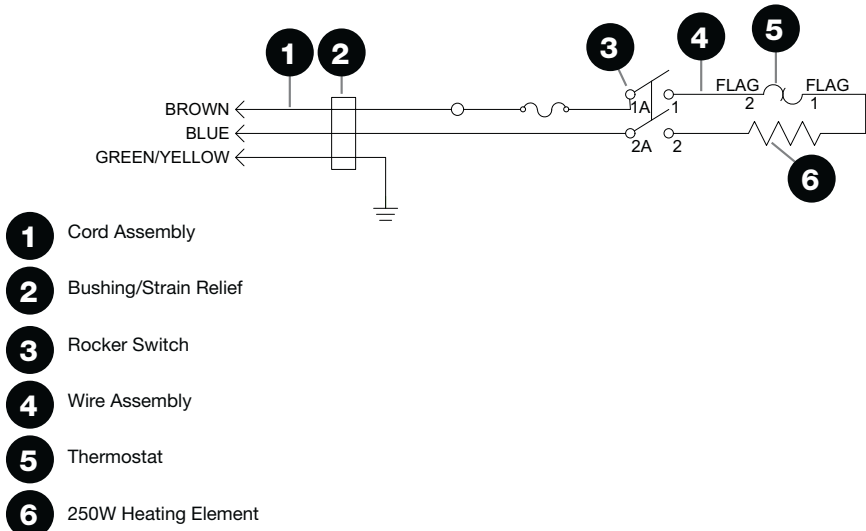 1 2 3 4 5
BROWN 1A 1 FLAG 2 FLAG 1
BLUE 2A 2
GREEN/YELLOW
6
1 Cord Assembly
2 Bushing/Strain Relief
3 Rocker Switch
4 Wire Assembly
5 Thermostat
6 250W Heating Element